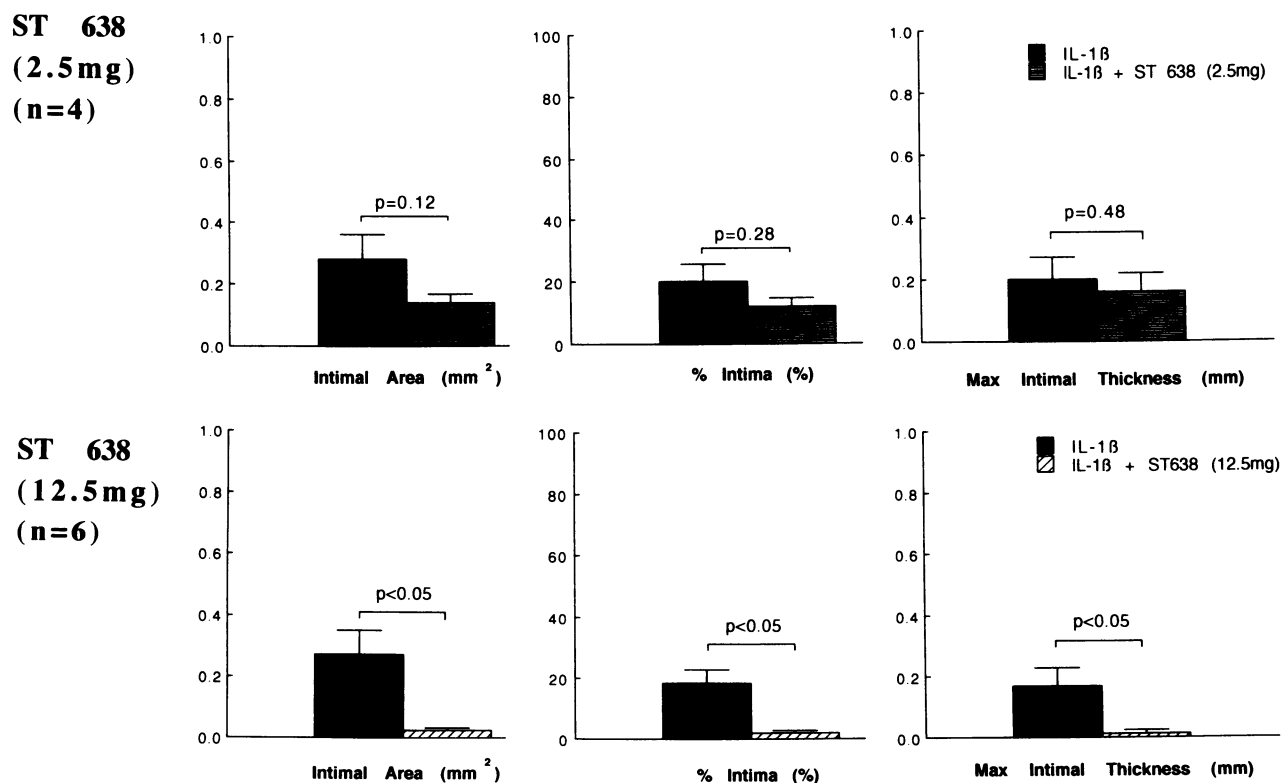 ST 638
(2.5mg)
(n=4)
1.0
0.8
0.6
0.4
0.2
0.0
p=0.12
Intimal Area (mm²)
100
80
60
40
20
0
p=0.28
% Intima (%)
1.0
0.8
0.6
0.4
0.2
0.0
IL-1ß
IL-1ß + ST 638 (2.5mg)
p=0.48
Max Intimal Thickness (mm)
ST 638
(12.5mg)
(n=6)
1.0
0.8
0.6
0.4
0.2
0.0
p<0.05
Intimal Area (mm²)
100
80
60
40
20
0
p<0.05
% Intima (%)
1.0
0.8
0.6
0.4
0.2
0.0
IL-1ß
IL-1ß + ST638 (12.5mg)
p<0.05
Max Intimal Thickness (mm)